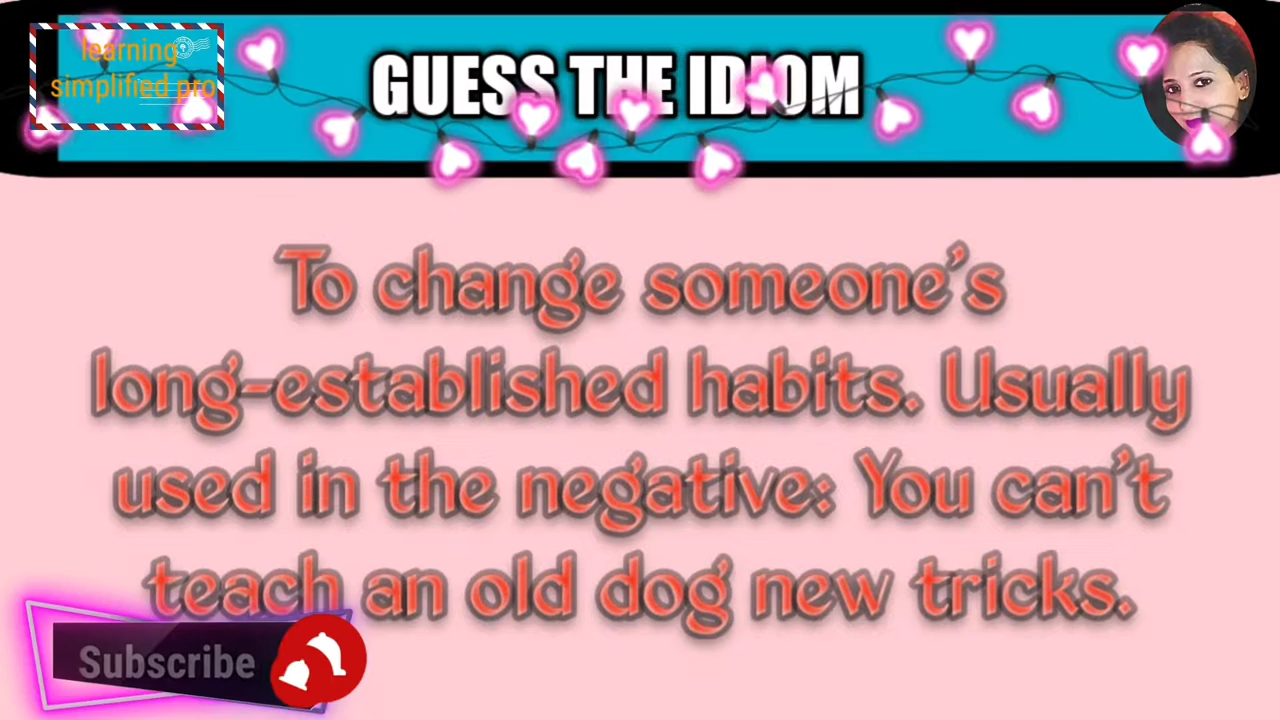 learning
simplified pro
GUESS THE IDIOM
To change someone's
long-established habits. Usually
used in the negative: You can't
teach an old dog new tricks.
Subscribe